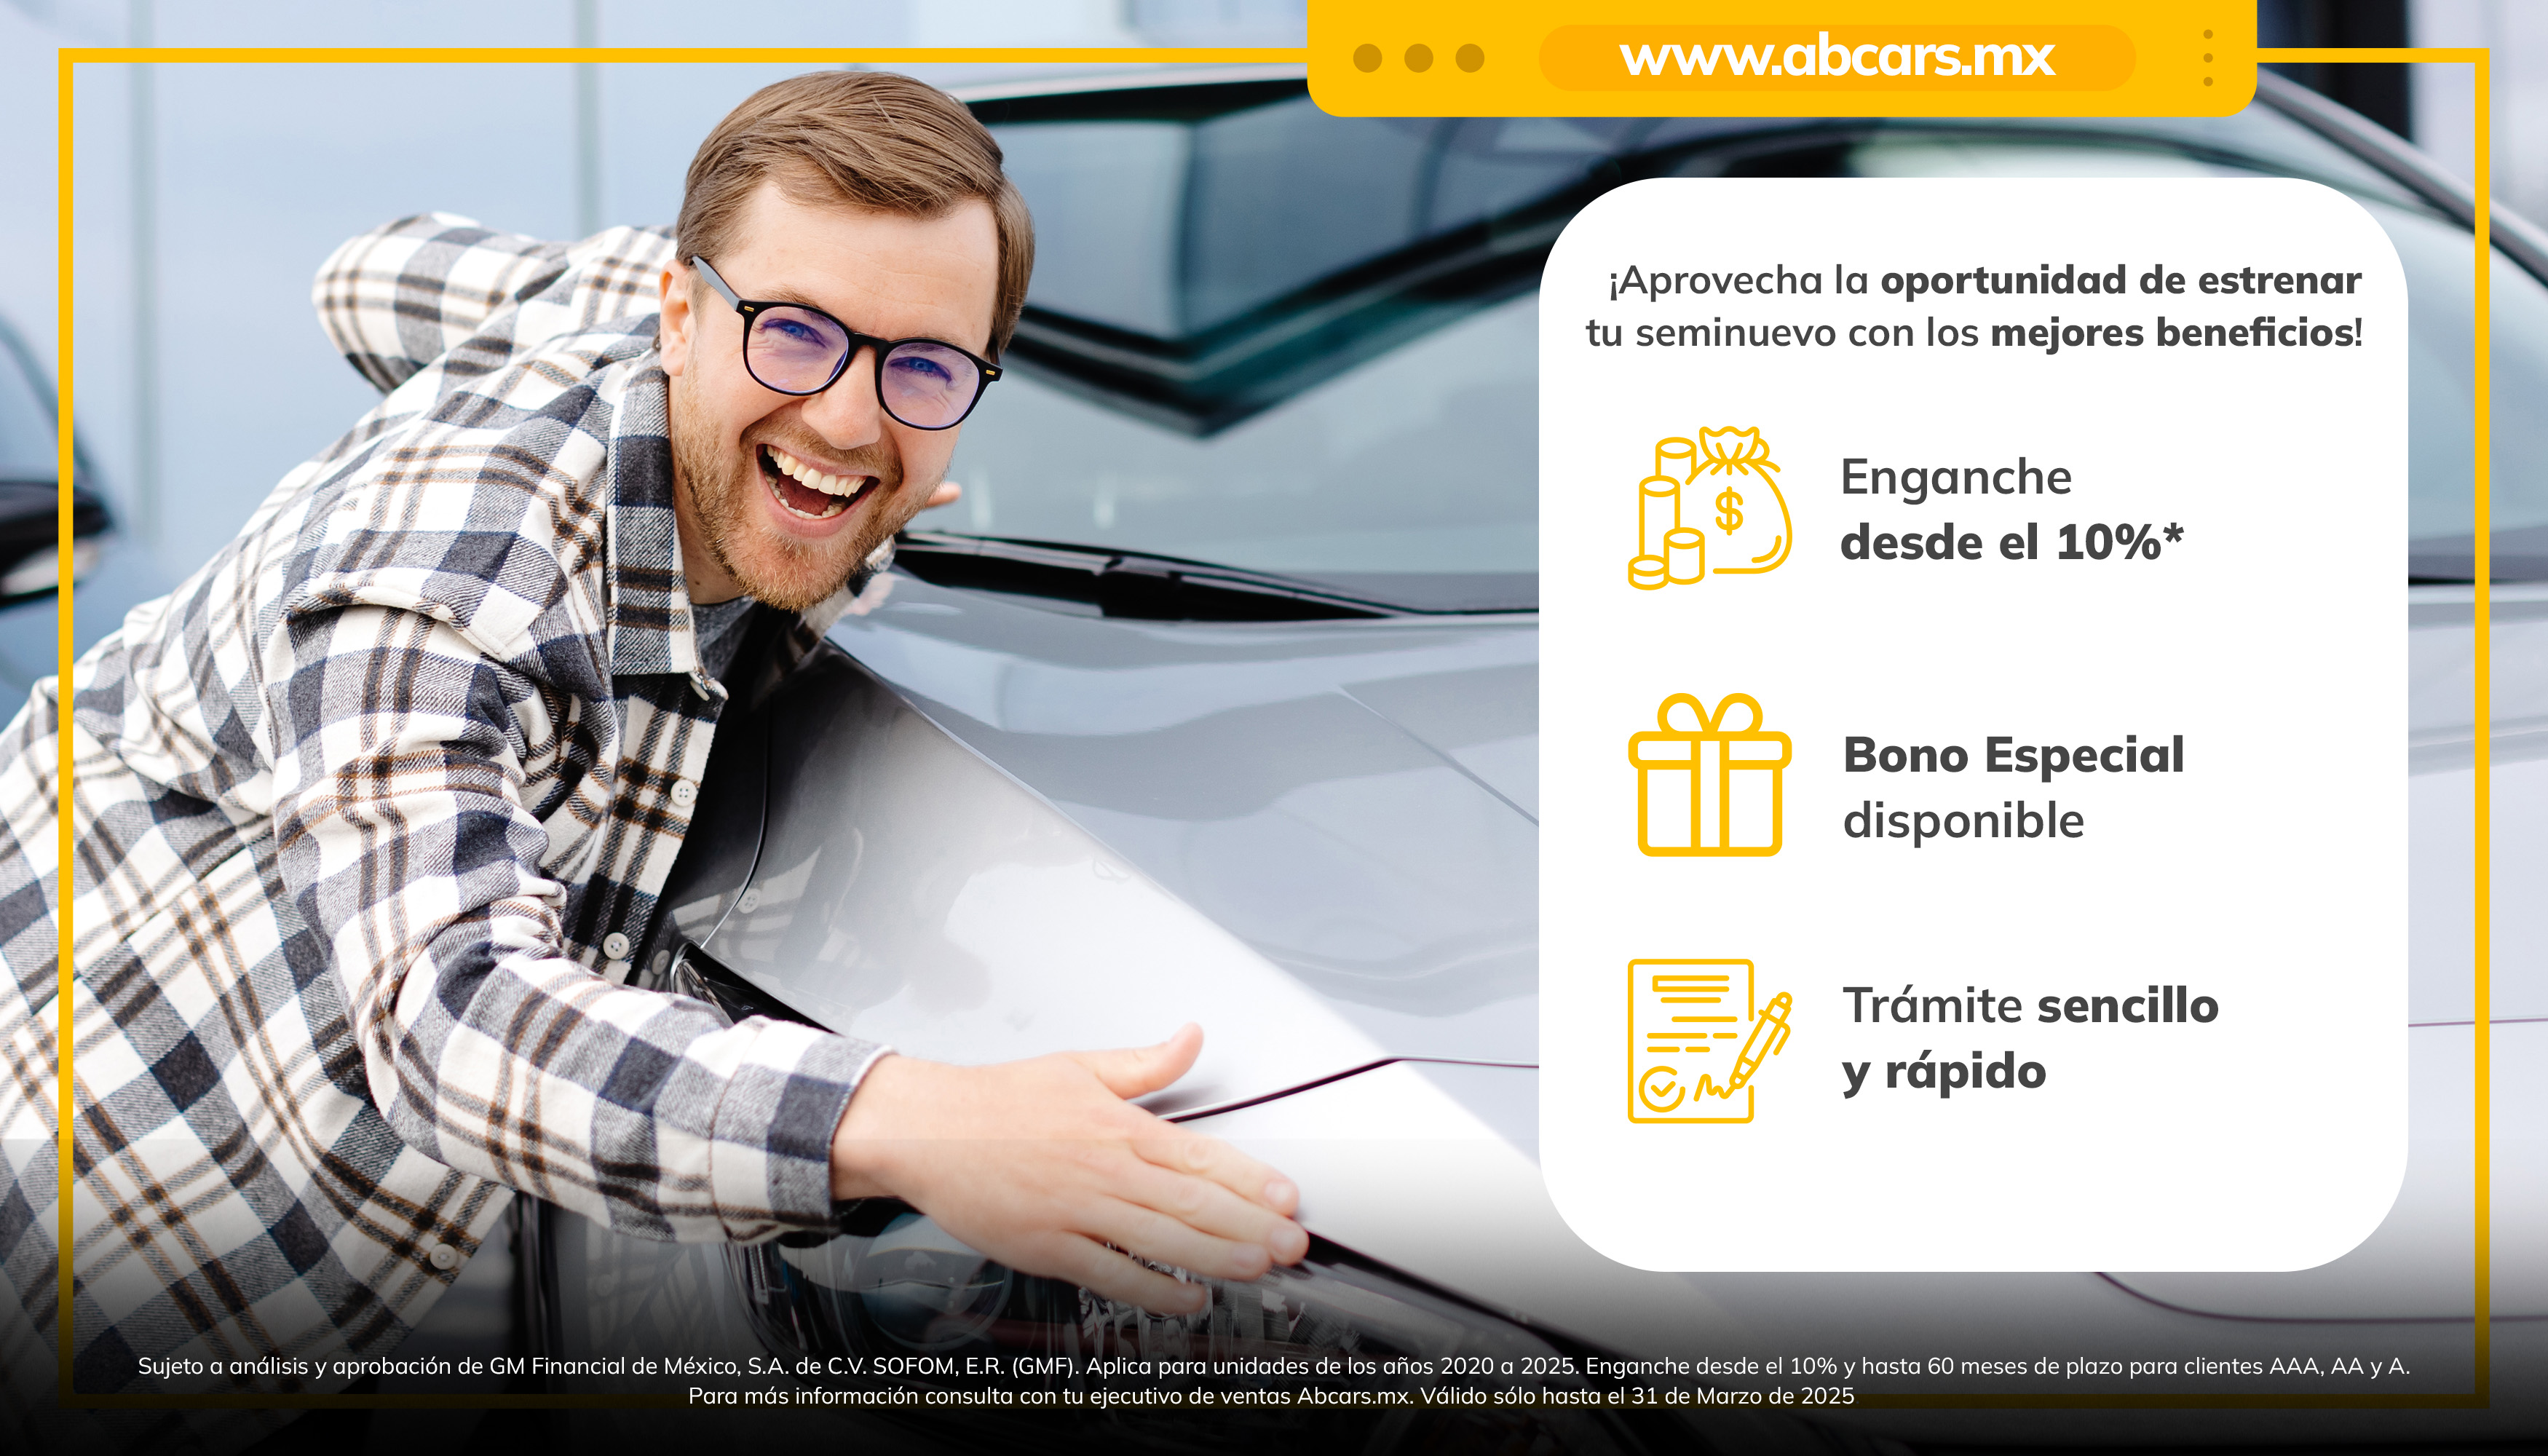 www.abcars.mx
¡Aprovecha la oportunidad de estrenar
tu seminuevo con los mejores beneficios!
$
Enganche
desde el 10%*
Bono Especial
disponible
Trámite sencillo
y rápido
Sujeto a análisis y aprobación de GM Financial de México, S.A. de C.V. SOFOM, E.R. (GMF). Aplica para unidades de los años 2020 a 2025. Enganche desde el 10% y hasta 60 meses de plazo para clientes AAA, AA y A.
Para más información consulta con tu ejecutivo de ventas Abcars.mx. Válido sólo hasta el 31 de Marzo de 2025